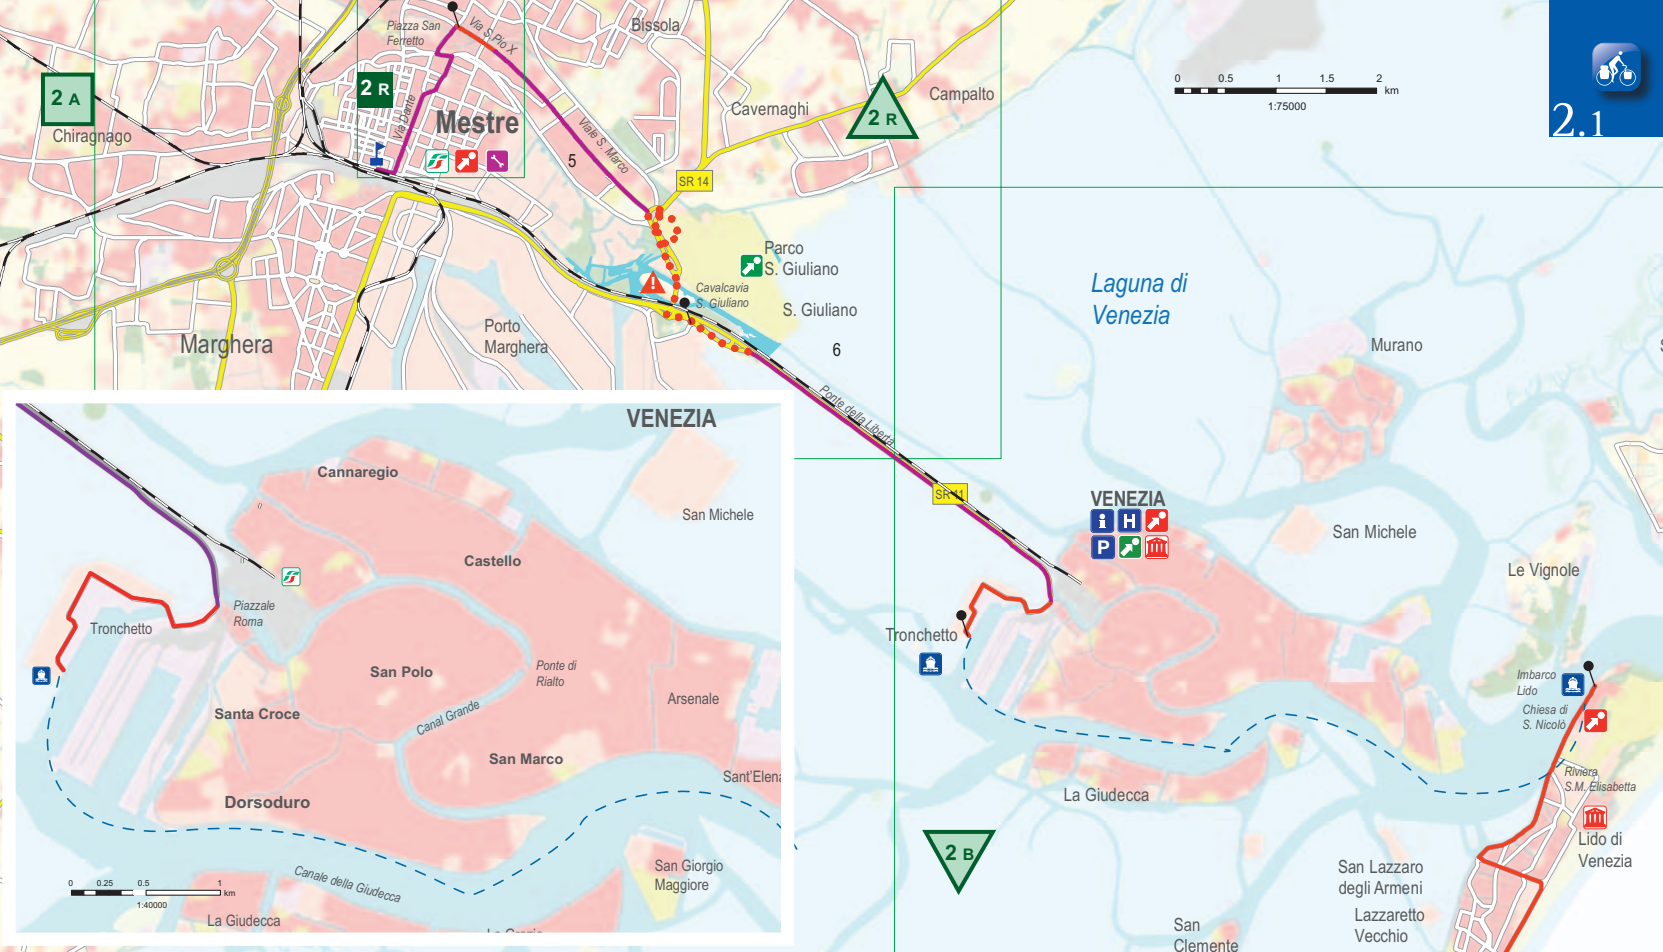 Piazza San
Ferretto
Via S.Pio X
Bissola
2 A
2 R
Chiragnago
Via Dante
Mestre
Viale S. Marco
5
Cavernaghi
2 R
Campalto
0 0.5 1 1.5 2
km
1:75000
2.1
SR 14
Parco
S. Giuliano
Cavalcavia
S. Giuliano
S. Giuliano
6
Porto
Marghera
Marghera
Laguna di
Venezia
Murano
Ponte della Libertà
SR 11
VENEZIA
i H
P
San Michele
Le Vignole
Tronchetto
Imbarco
Lido
Chiesa di
S. Nicolò
Riviera
S.M. Elisabetta
Lido di
Venezia
La Giudecca
2 B
San Lazzaro
degli Armeni
Lazzaretto
Vecchio
San
Clemente
VENEZIA
Cannaregio
San Michele
Castello
Piazzale
Roma
Tronchetto
San Polo
Ponte di
Rialto
Arsenale
Santa Croce
Canal Grande
San Marco
Sant'Elena
Dorsoduro
San Giorgio
Maggiore
Canale della Giudecca
0 0.25 0.5 1
km
1:40000
La Giudecca